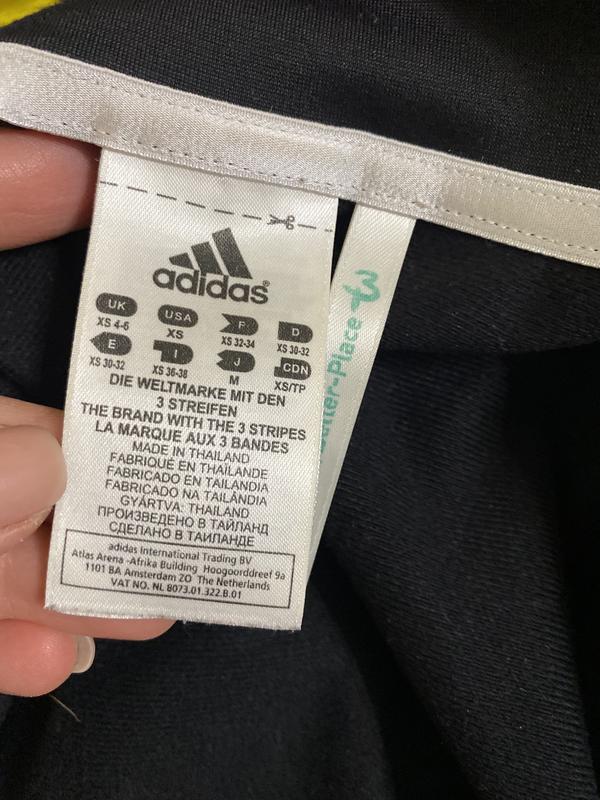 adidas®
UK USA F D
XS 4-6 XS XS 32-34 XS 30-32
E I J CDN
XS 30-32 XS 36-38 M XS/TP
DIE WELTMARKE MIT DEN
3 STREIFEN
THE BRAND WITH THE 3 STRIPES
LA MARQUE AUX 3 BANDES
MADE IN THAILAND
FABRIQUÉ EN THAÏLANDE
FABRICADO EN TAILANDIA
FABRICADO NA TAILÂNDIA
GYÁRTVA: THAILAND
ПРОИЗВЕДЕНО В ТАЙЛАНД
СДЕЛАНО В ТАИЛАНДЕ
adidas International Trading BV
Atlas Arena -Afrika Building Hoogoorddreef 9a
1101 BA Amsterdam ZO The Netherlands
VAT NO. NL 8073.01.322.B.01
-Place